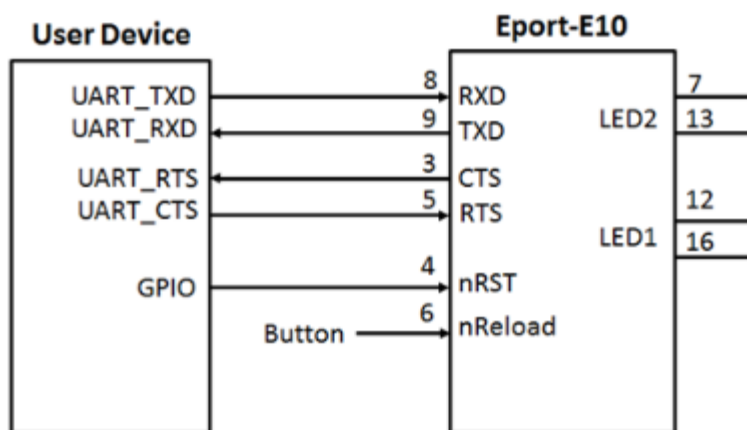 User Device
Eport-E10
UART_TXD 8 RXD 7
UART_RXD 9 TXD LED2 13
UART_RTS 3 CTS
UART_CTS 5 RTS 12
LED1 16
GPIO 4 nRST
Button 6 nReload